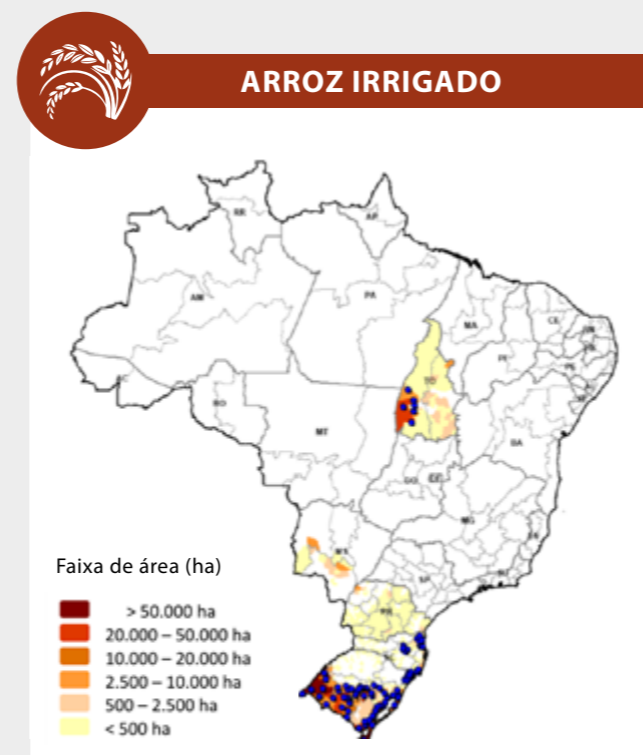 ARROZ IRRIGADO
RR
AP
AM
PA
MA
CE
PI
TO
RO
MT
BA
GO
MG
MS
SP
PR
Faixa de área (ha)
> 50.000 ha
20.000 – 50.000 ha
10.000 – 20.000 ha
2.500 – 10.000 ha
500 – 2.500 ha
< 500 ha